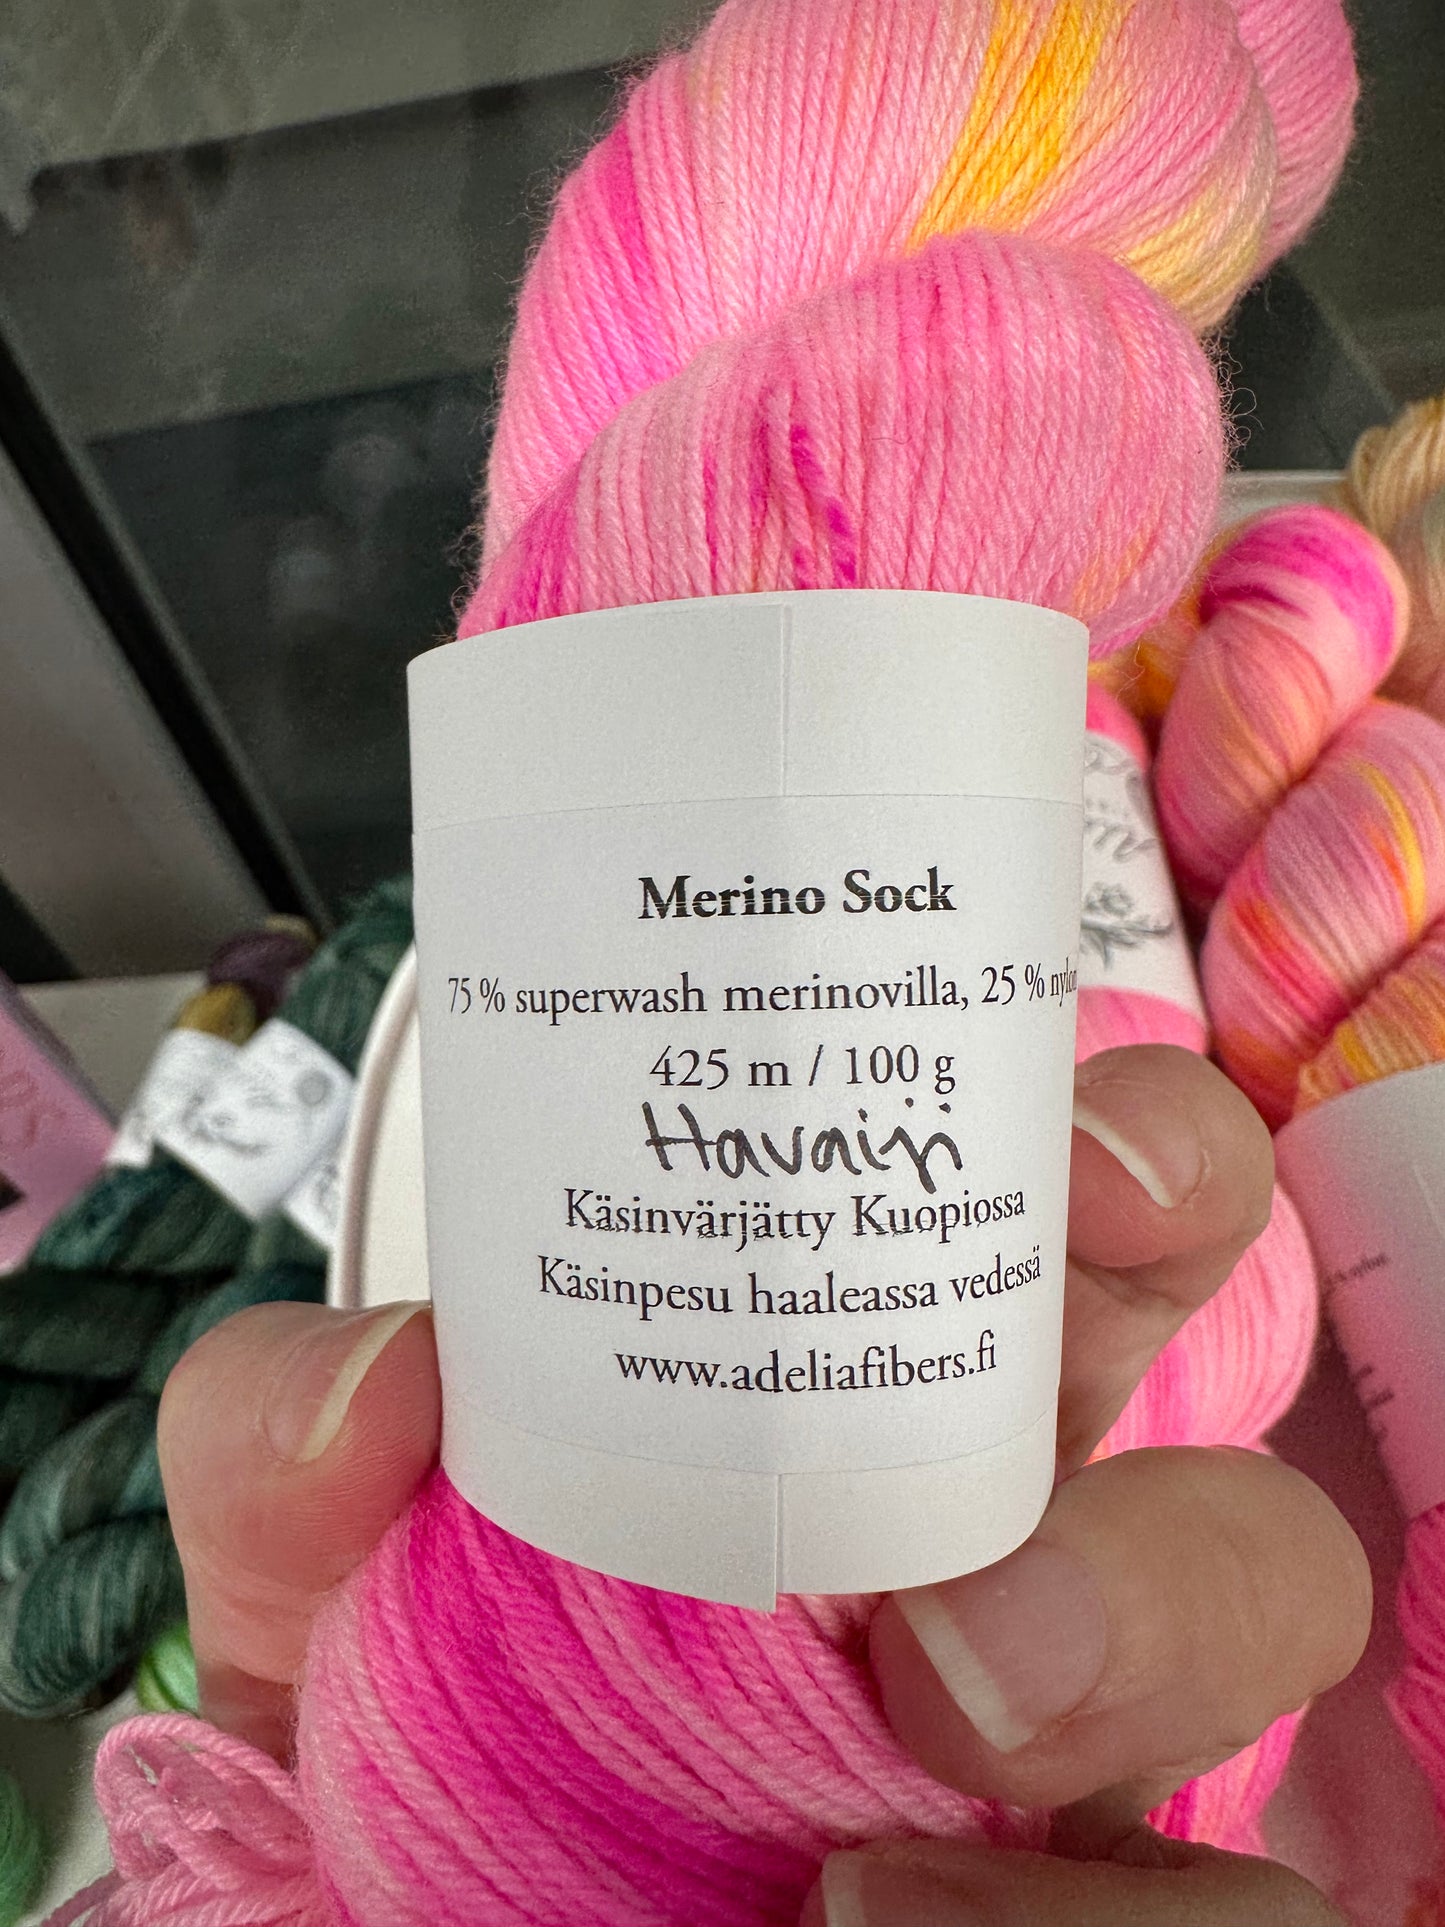 Merino Sock
75 % superwash merinovilla, 25 % nylon
425 m / 100 g
Havaiji
Käsinvärjätty Kuopiossa
Käsinpesu haaleassa vedessä
www.adeliafibers.fi